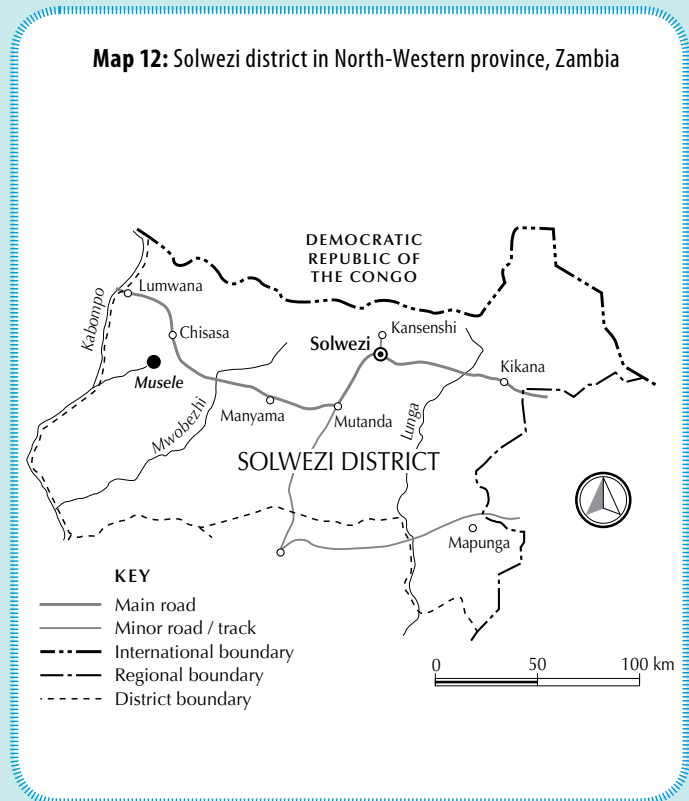 Map 12: Solwezi district in North-Western province, Zambia
DEMOCRATIC
REPUBLIC OF
THE CONGO
Lumwana
Kabompo
Chisasa
Kansenshi
Solwezi
Musele
Kikana
Manyama
Mutanda
Mwobezhi
Lunga
SOLWEZI DISTRICT
Mapunga
KEY
Main road
Minor road / track
International boundary
Regional boundary
District boundary
0 50 100 km